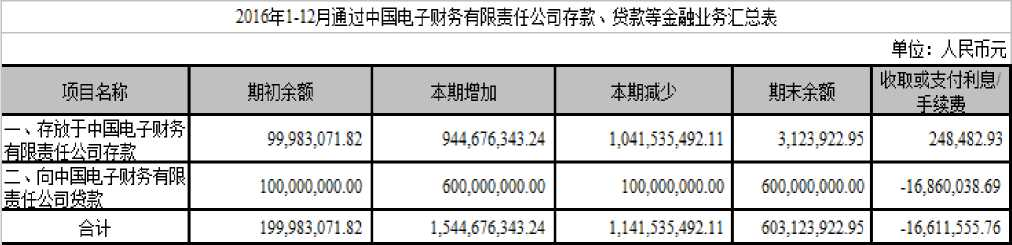 2016年1-12月通过中国电子财务有限责任公司存款、贷款等金融业务汇总表
单位：人民币元
项目名称 期初余额 本期增加 本期减少 期末余额 收取或支付利息/
手续费
一、存放于中国电子财务
有限责任公司存款 99,983,071.82 944,676,343.24 1,041,535,492.11 3,123,922.95 248,482.93
二、向中国电子财务有限
责任公司贷款 100,000,000.00 600,000,000.00 100,000,000.00 600,000,000.00 -16,860,038.69
合计 199,983,071.82 1,544,676,343.24 1,141,535,492.11 603,123,922.95 -16,611,555.76